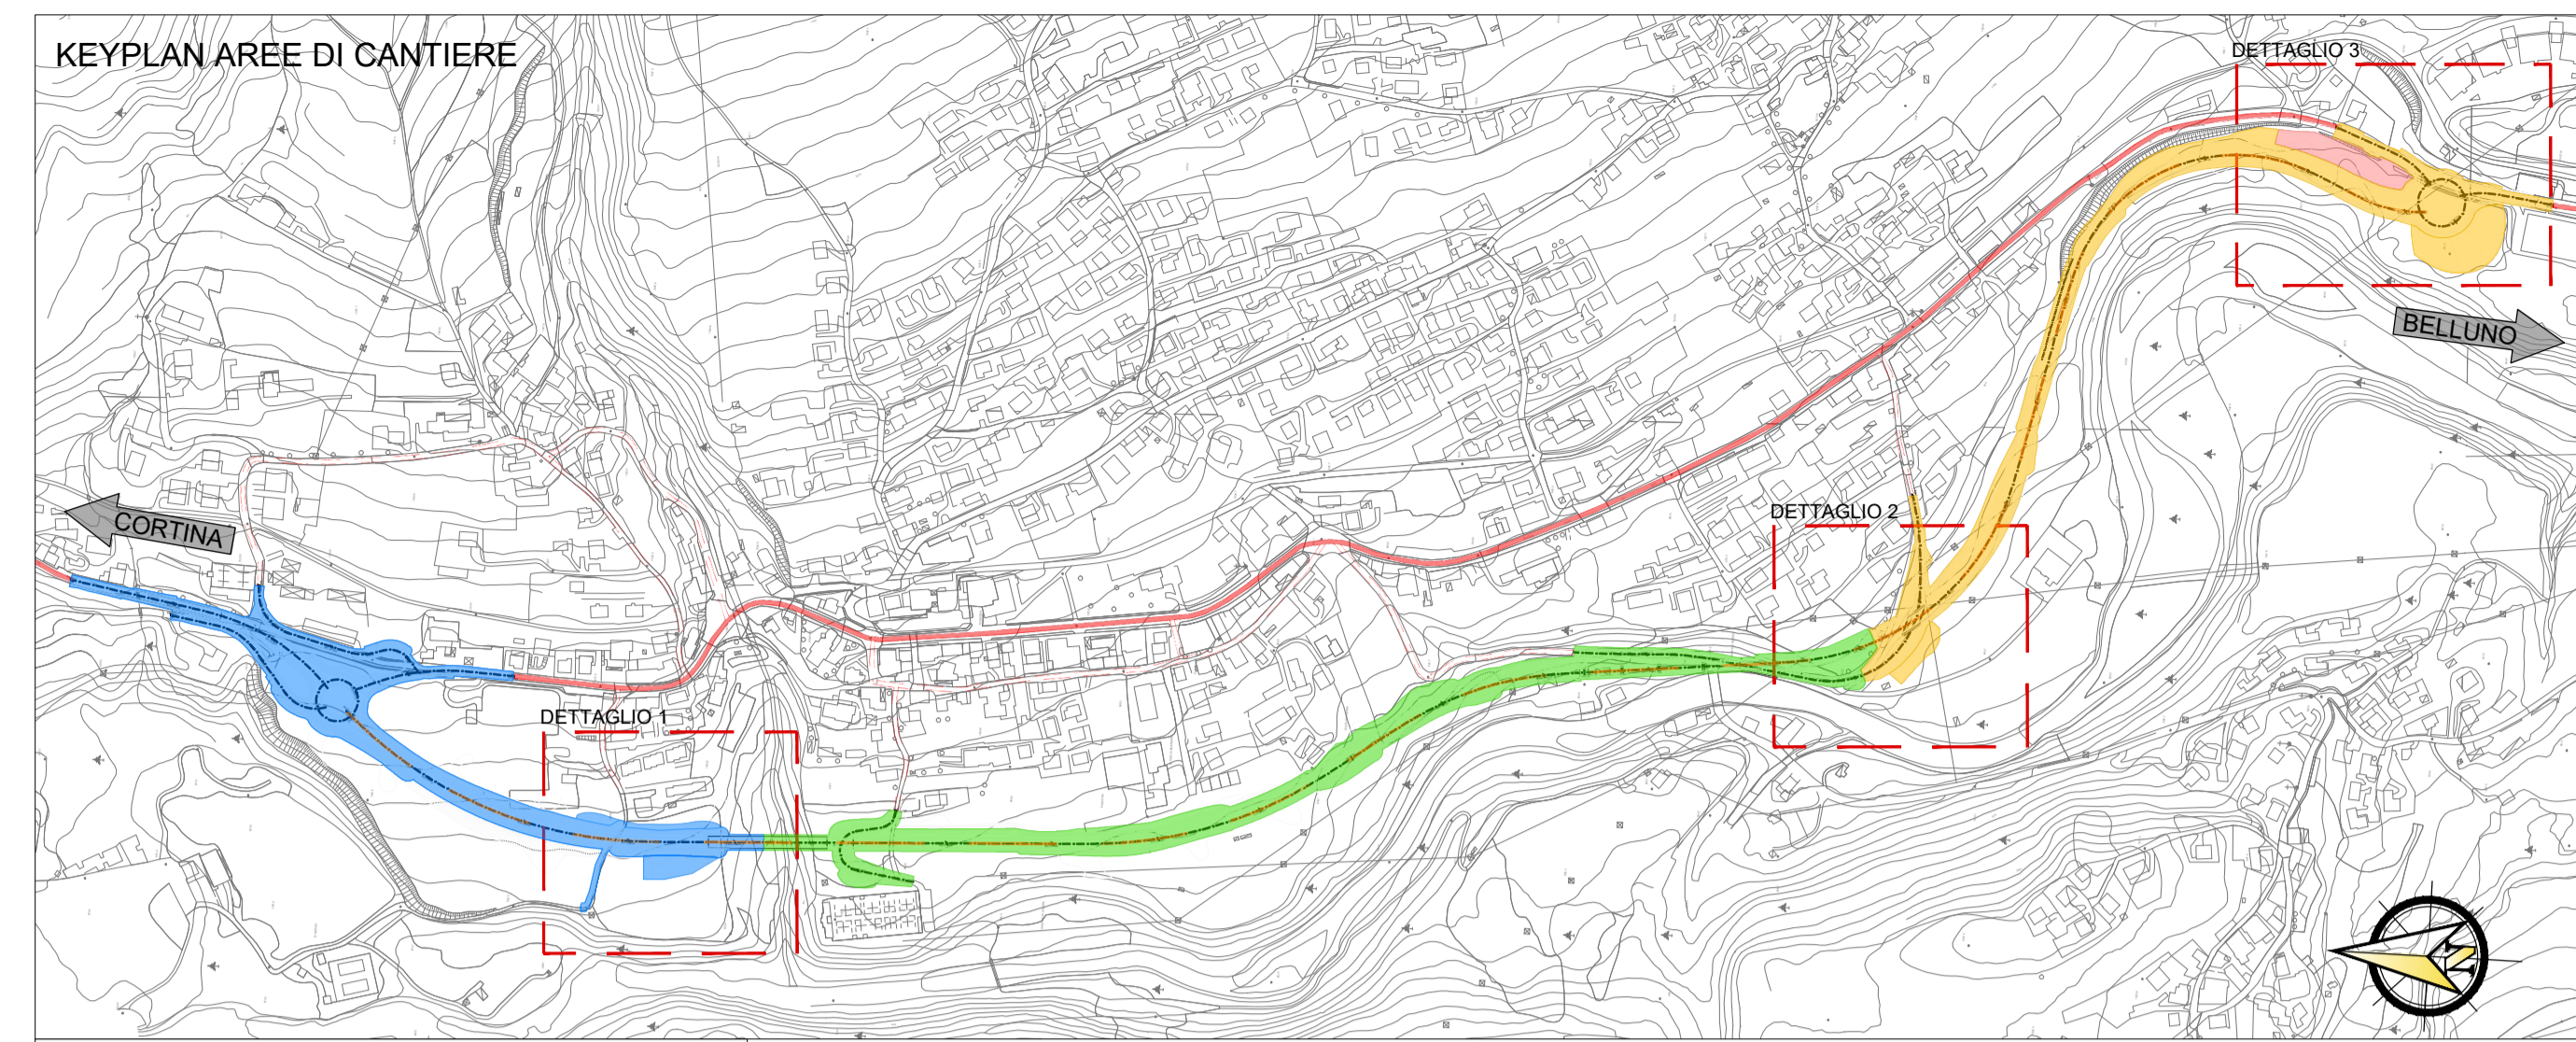 KEYPLAN AREE DI CANTIERE
DETTAGLIO 3
BELLUNO
CORTINA
DETTAGLIO 2
DETTAGLIO 1
N